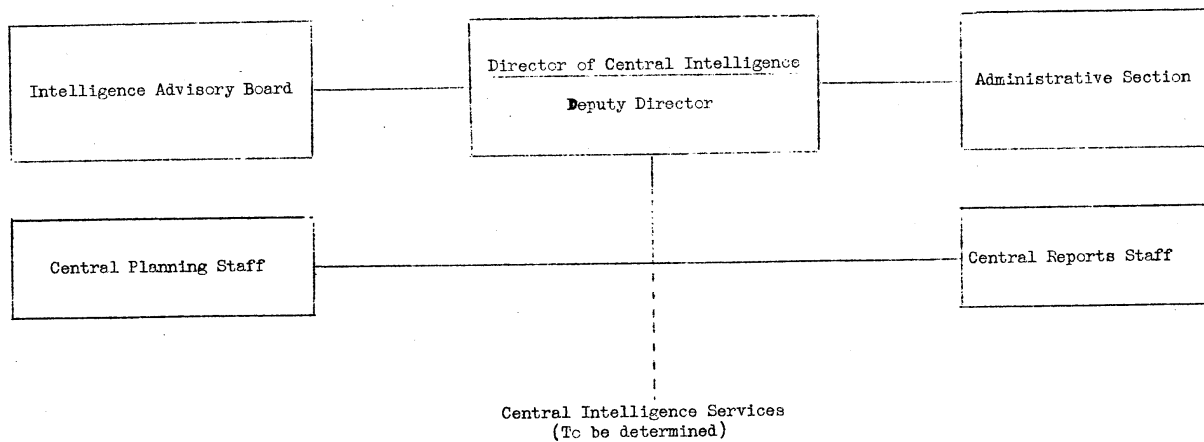 Intelligence Advisory Board
Director of Central Intelligence
Deputy Director
Administrative Section
Central Planning Staff
Central Reports Staff
Central Intelligence Services
(To be determined)